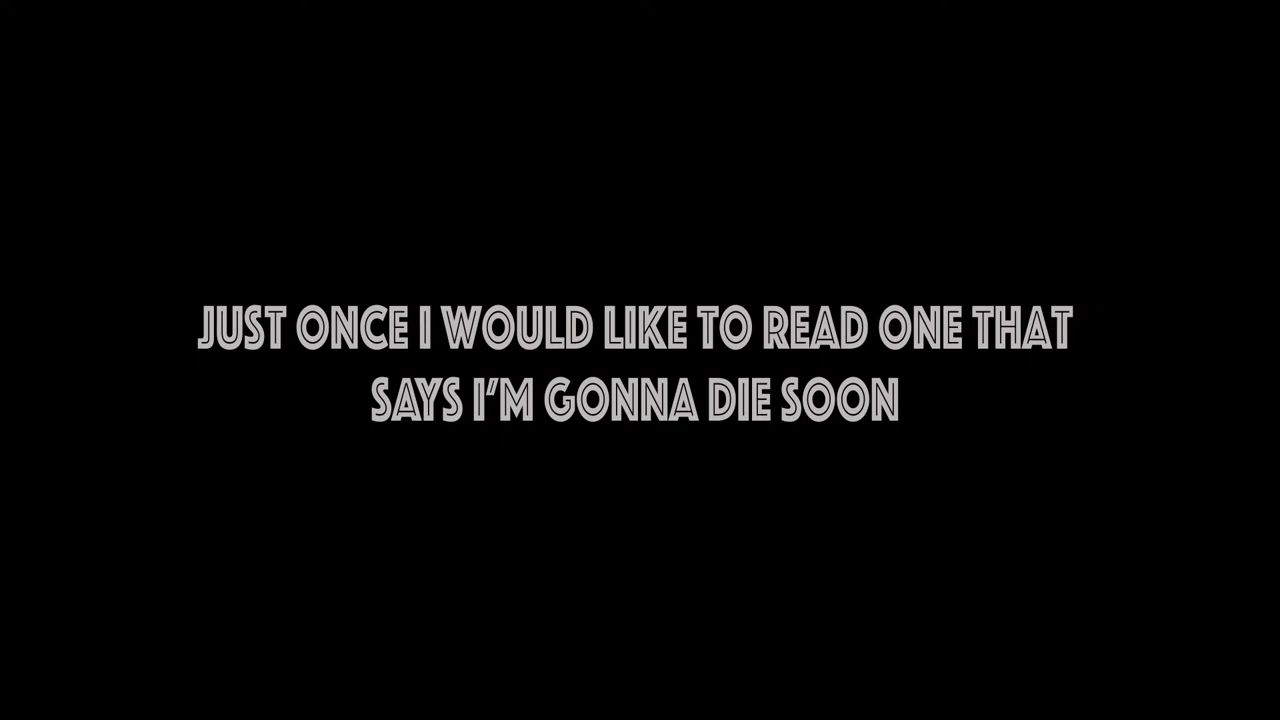 JUST ONCE I WOULD LIKE TO READ ONE THAT
SAYS I’M GONNA DIE SOON